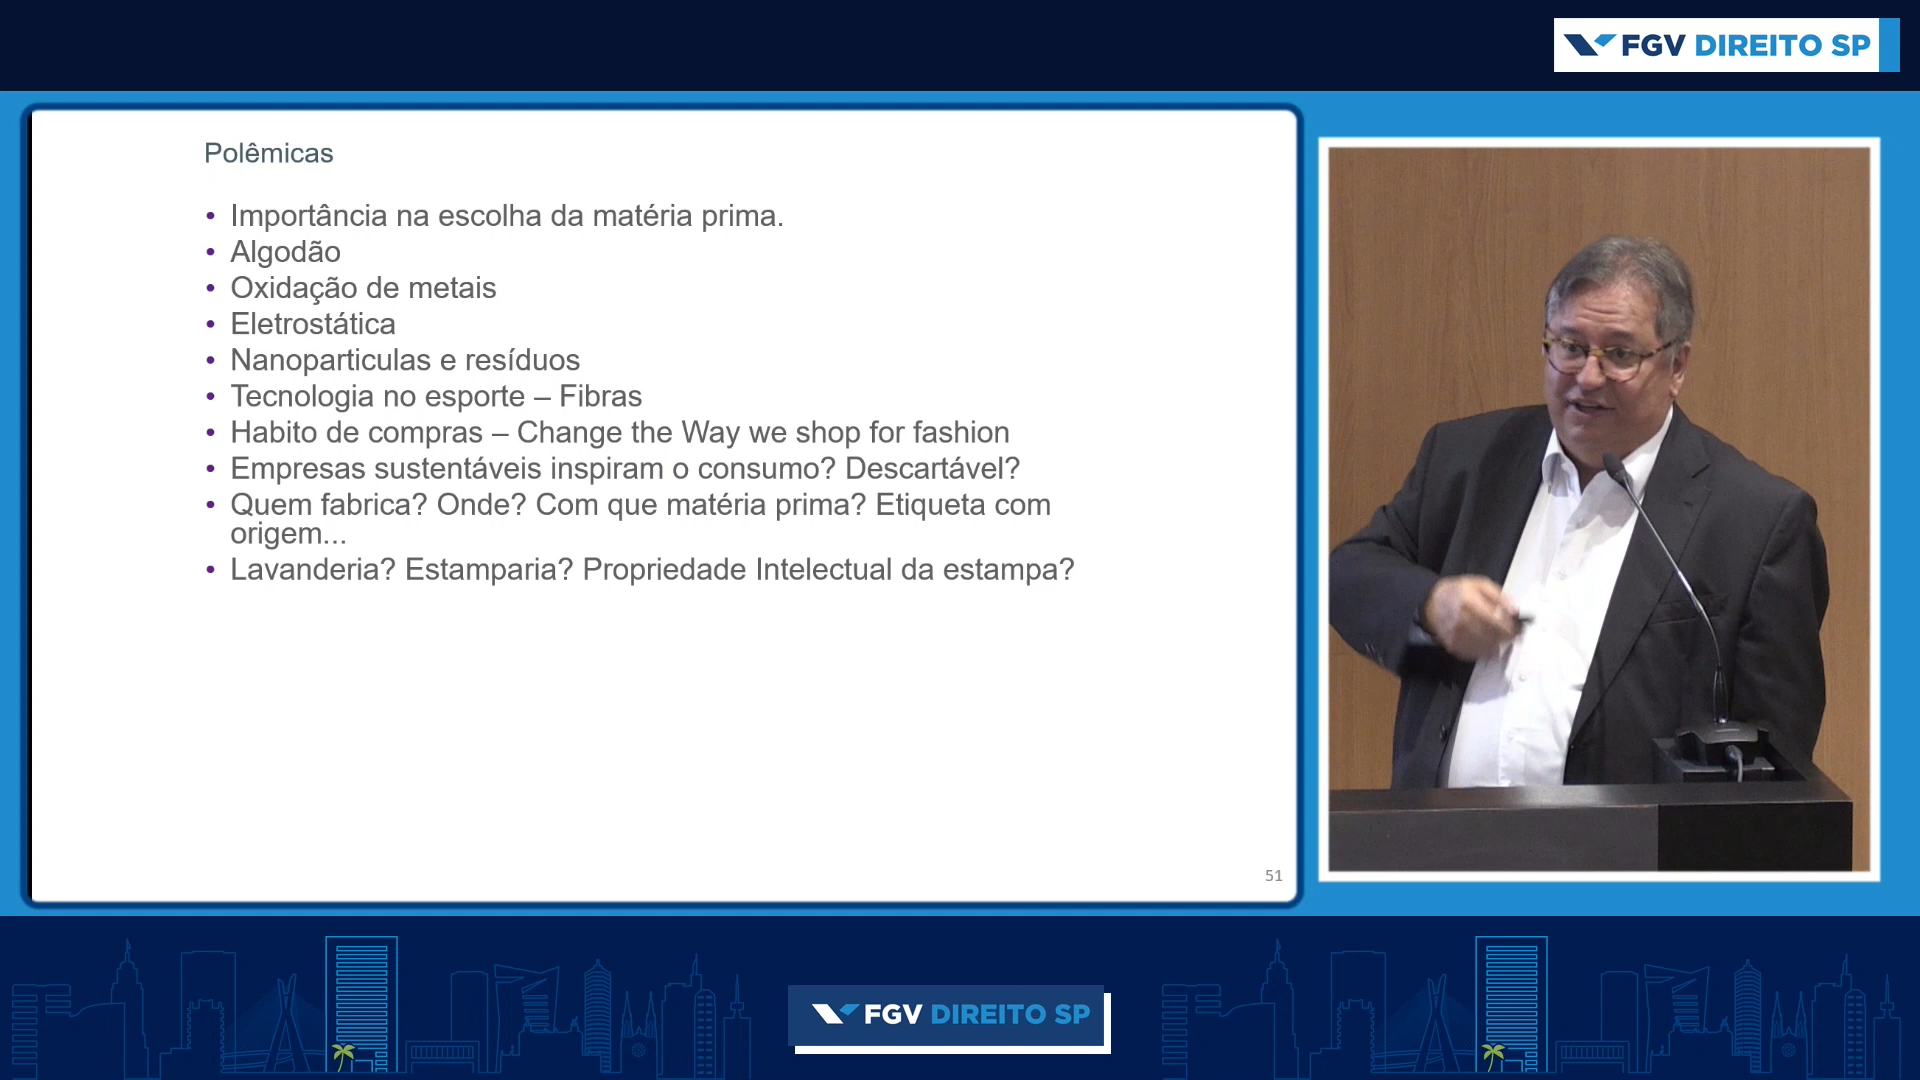 FGV DIREITO SP
Polêmicas
• Importância na escolha da matéria prima.
• Algodão
• Oxidação de metais
• Eletrostática
• Nanoparticulas e resíduos
• Tecnologia no esporte – Fibras
• Habito de compras – Change the Way we shop for fashion
• Empresas sustentáveis inspiram o consumo? Descartável?
• Quem fabrica? Onde? Com que matéria prima? Etiqueta com
origem...
• Lavanderia? Estamparia? Propriedade Intelectual da estampa?
51
FGV DIREITO SP